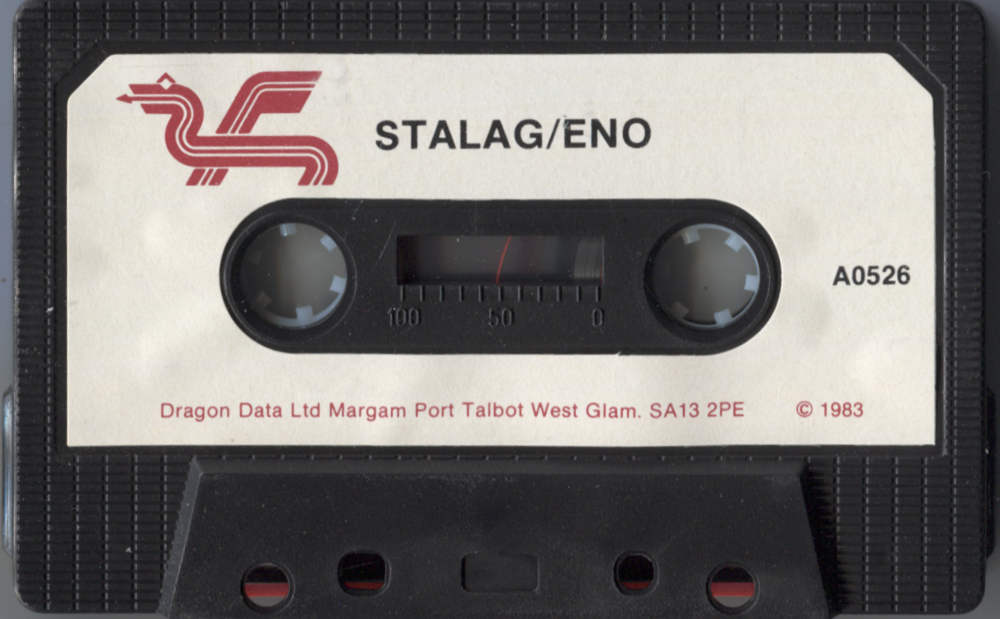 STALAG/ENO
A0526
100 50 0
Dragon Data Ltd Margam Port Talbot West Glam. SA13 2PE © 1983